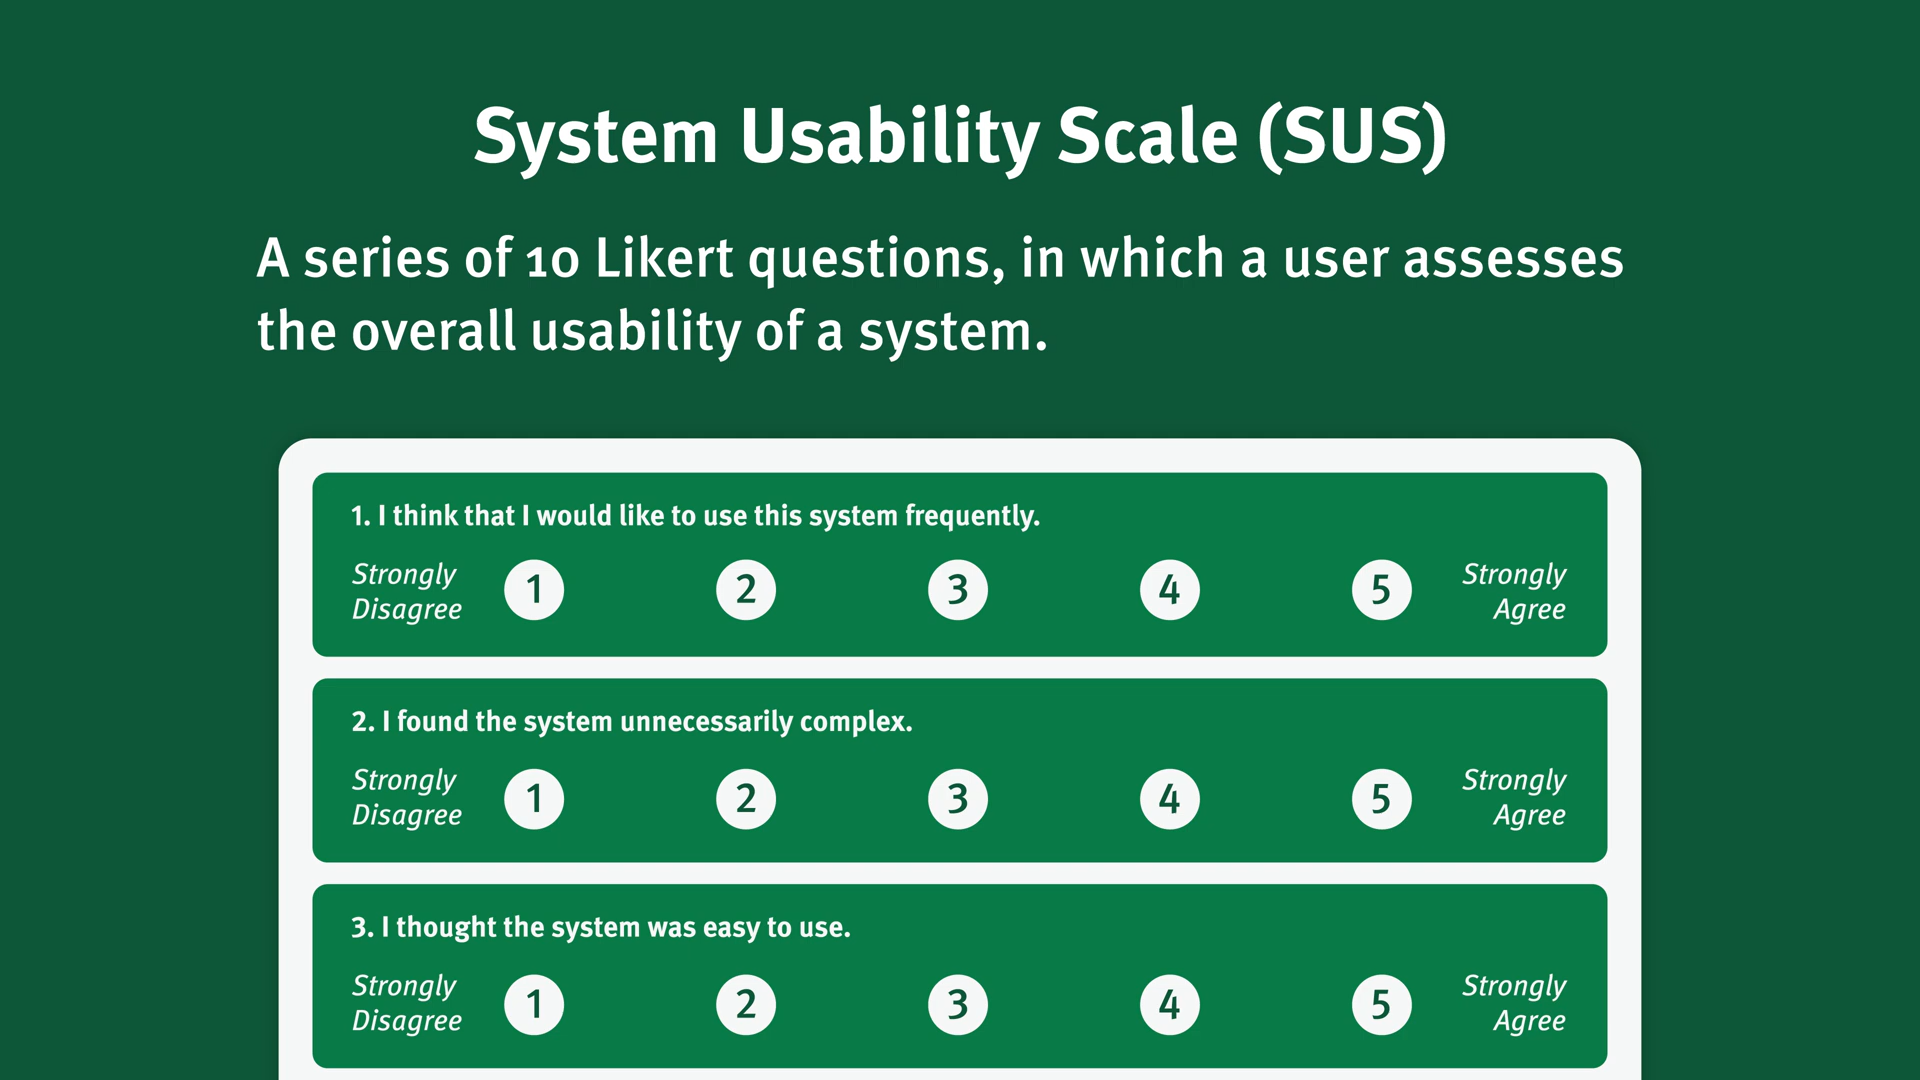 System Usability Scale (SUS)
A series of 10 Likert questions, in which a user assesses
the overall usability of a system.
1. I think that I would like to use this system frequently.
Strongly
Disagree
1 2 3 4 5
Strongly
Agree
2. I found the system unnecessarily complex.
Strongly
Disagree
1 2 3 4 5
Strongly
Agree
3. I thought the system was easy to use.
Strongly
Disagree
1 2 3 4 5
Strongly
Agree